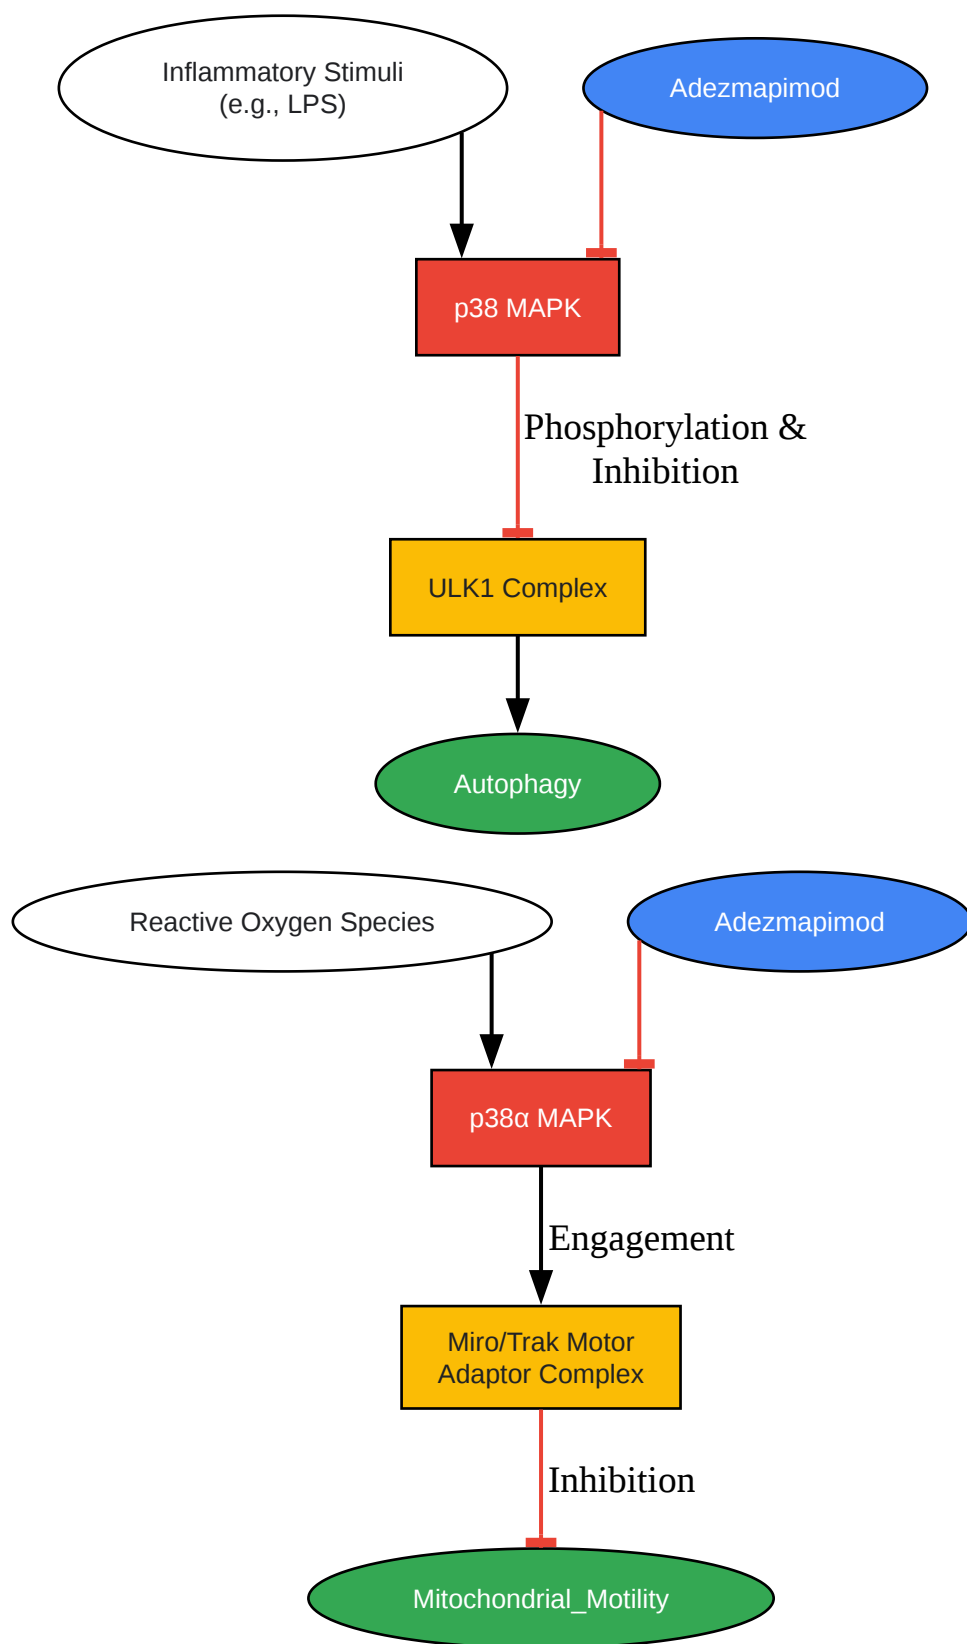 Inflammatory Stimuli
(e.g., LPS)
Adezmapimod
p38 MAPK
Phosphorylation &
Inhibition
ULK1 Complex
Autophagy
Reactive Oxygen Species
Adezmapimod
p38α MAPK
Engagement
Miro/Trak Motor
Adaptor Complex
Inhibition
Mitochondrial_Motility